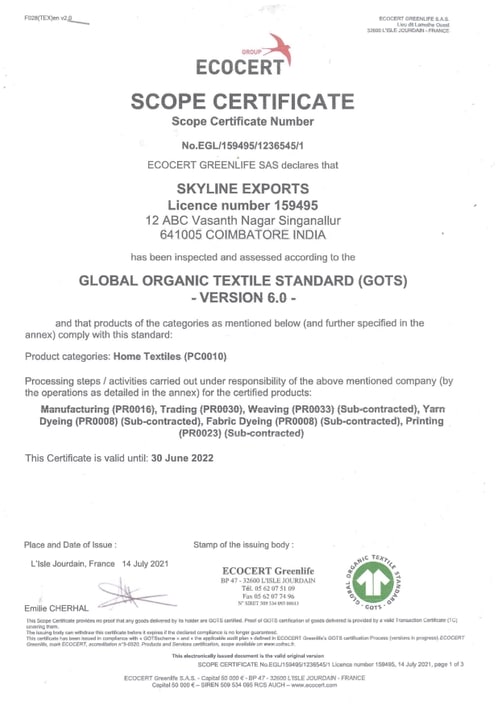 F028(TEX)en v2.0
ECOCERT GREENLIFE S.A.S.
Lieu dit Lamothe Ouest
32600 L'ISLE JOURDAIN - FRANCE
GROUP
ECOCERT
SCOPE CERTIFICATE
Scope Certificate Number
No.EGL/159495/1236545/1
ECOCERT GREENLIFE SAS declares that
SKYLINE EXPORTS
Licence number 159495
12 ABC Vasanth Nagar Singanallur
641005 COIMBATORE INDIA
has been inspected and assessed according to the
GLOBAL ORGANIC TEXTILE STANDARD (GOTS)
- VERSION 6.0 -
and that products of the categories as mentioned below (and further specified in the
annex) comply with this standard:
Product categories: Home Textiles (PC0010)
Processing steps / activities carried out under responsibility of the above mentioned company (by
the operations as detailed in the annex) for the certified products:
Manufacturing (PR0016), Trading (PR0030), Weaving (PR0033) (Sub-contracted), Yarn
Dyeing (PR0008) (Sub-contracted), Fabric Dyeing (PR0008) (Sub-contracted), Printing
(PR0023) (Sub-contracted)
This Certificate is valid until: 30 June 2022
Place and Date of Issue :
Stamp of the issuing body :
L'Isle Jourdain, France 14 July 2021
ECOCERT Greenlife
BP 47 - 32600 L'ISLE JOURDAIN
Tél. 05 62 07 51 09
Fax 05 62 07 74 96
N° SIRET 509 534 095 00013
ORGANIC TEXTILE STANDARD
· GOTS ·
Emilie CHERHAL
This Scope Certificate provides no proof that any goods delivered by its holder are GOTS certified. Proof of GOTS certification of goods delivered is provided by a valid Transaction Certificate (TC)
covering them.
The issuing body can withdraw this certificate before it expires if the declared compliance is no longer guaranteed.
This certificate has been issued in compliance with « GOTScheme » and « the applicable audit plan » defined in ECOCERT Greenlife's GOTS certification Process (versions in progress) ECOCERT
Greenlife, mark ECOCERT, accreditation n°5-0520, Products and Services certification, scope available on www.cofrac.fr.
This electronically issued document is the valid original version
SCOPE CERTIFICATE No.EGL/159495/1236545/1 Licence number 159495, 14 July 2021, page 1 of 3
ECOCERT Greenlife S.A.S. - Capital 50 000 € - BP 47 - 32600 L'ISLE JOURDAIN - FRANCE
Capital 50 000 € – SIREN 509 534 095 RCS AUCH – www.ecocert.com